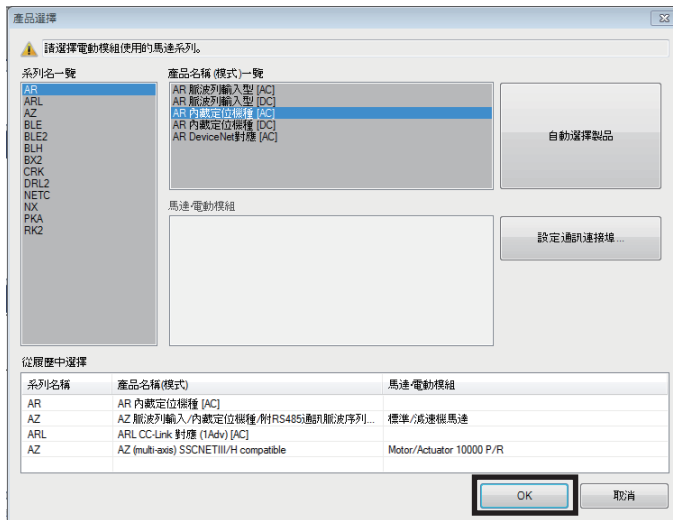 產品選擇
請選擇電動模組使用的馬達系列。
系列名一覽
AR
ARL
AZ
BLE
BLE2
BLH
BX2
CRK
DRL2
NETC
NX
PKA
RK2
產品名稱 (模式)一覽
AR 脈波列輸入型 [AC]
AR 脈波列輸入型 [DC]
AR 內藏定位機種 [AC]
AR 內藏定位機種 [DC]
AR DeviceNet對應 [AC]
自動選擇製品
馬達·電動模組
設定通訊連接埠...
從履歷中選擇
系列名稱 產品名稱(模式) 馬達·電動模組
AR AR 內藏定位機種 [AC]
AZ AZ 脈波列輸入/內藏定位機種/附RS485通訊脈波序列... 標準/減速機馬達
ARL ARL CC-Link 對應 (1Adv) [AC]
AZ AZ (multi-axis) SSCNETIII/H compatible Motor/Actuator 10000 P/R
OK 取消